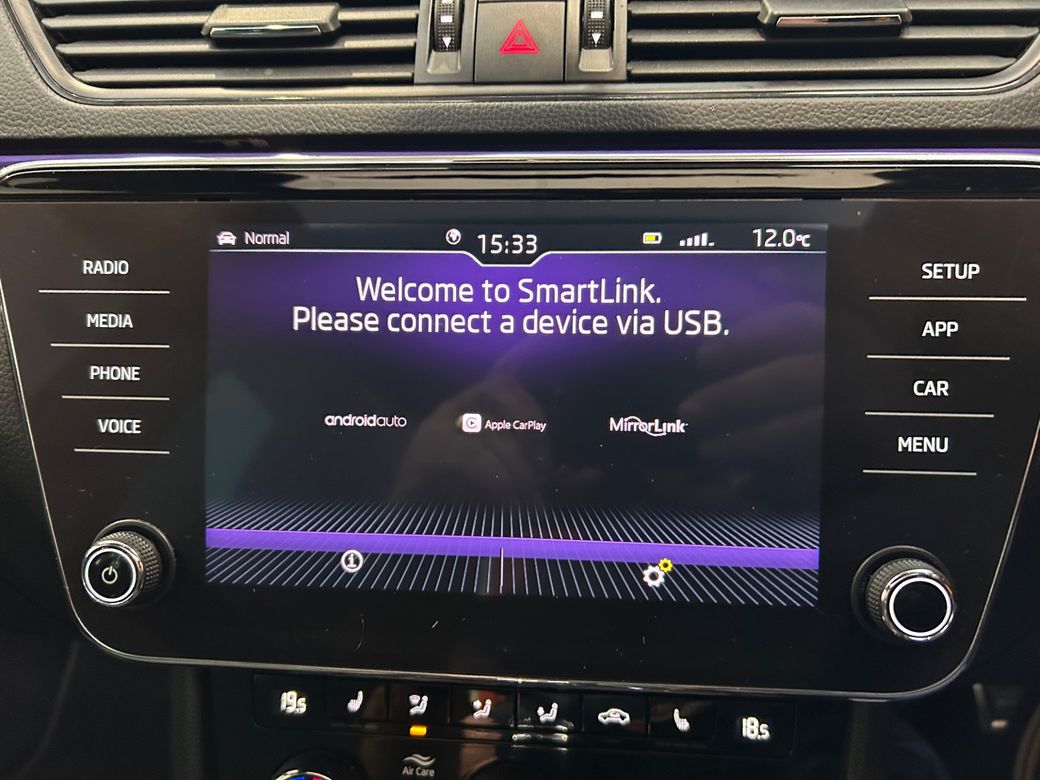 Normal
15:33
12.0°C
Welcome to SmartLink.
Please connect a device via USB.
androidauto
Apple CarPlay
MirrorLink
RADIO
MEDIA
PHONE
VOICE
SETUP
APP
CAR
MENU
19.5
18.5
Air Care